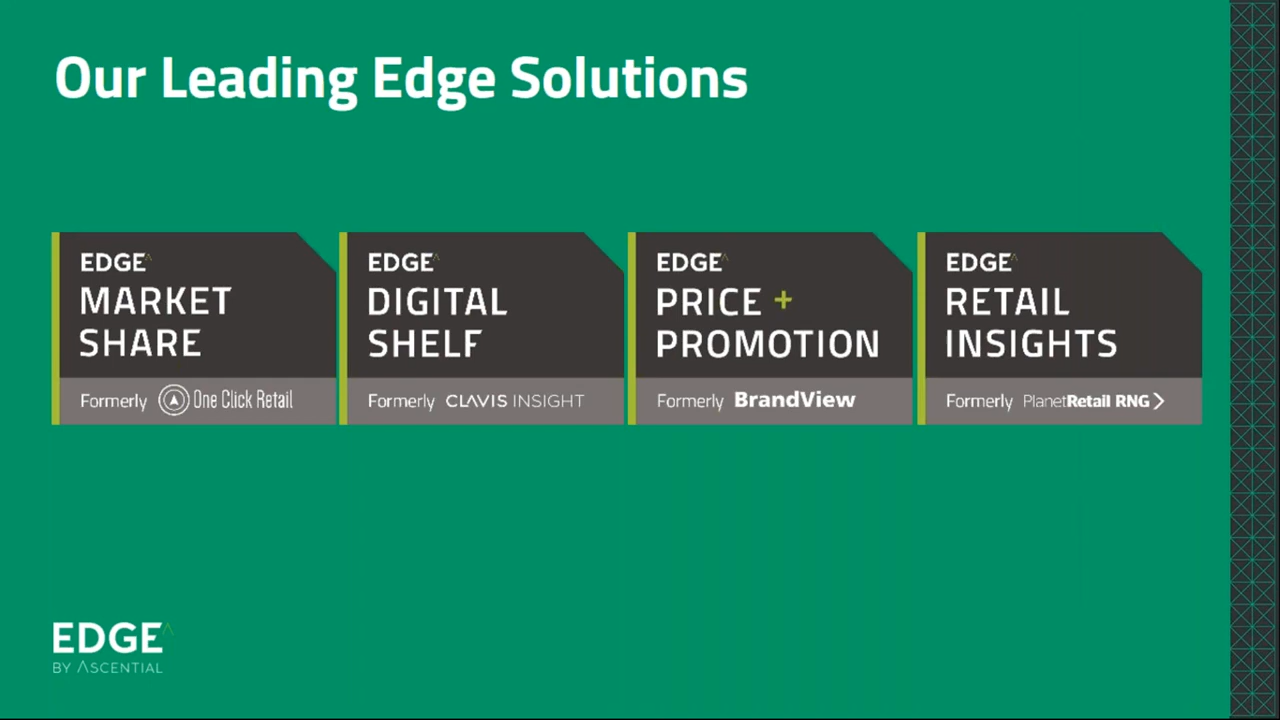 Our Leading Edge Solutions
EDGE^
MARKET
SHARE
Formerly One Click Retail
EDGE^
DIGITAL
SHELF
Formerly CLAVIS INSIGHT
EDGE^
PRICE +
PROMOTION
Formerly BrandView
EDGE^
RETAIL
INSIGHTS
Formerly PlanetRetail RNG
EDGE^
BY ASCENTIAL